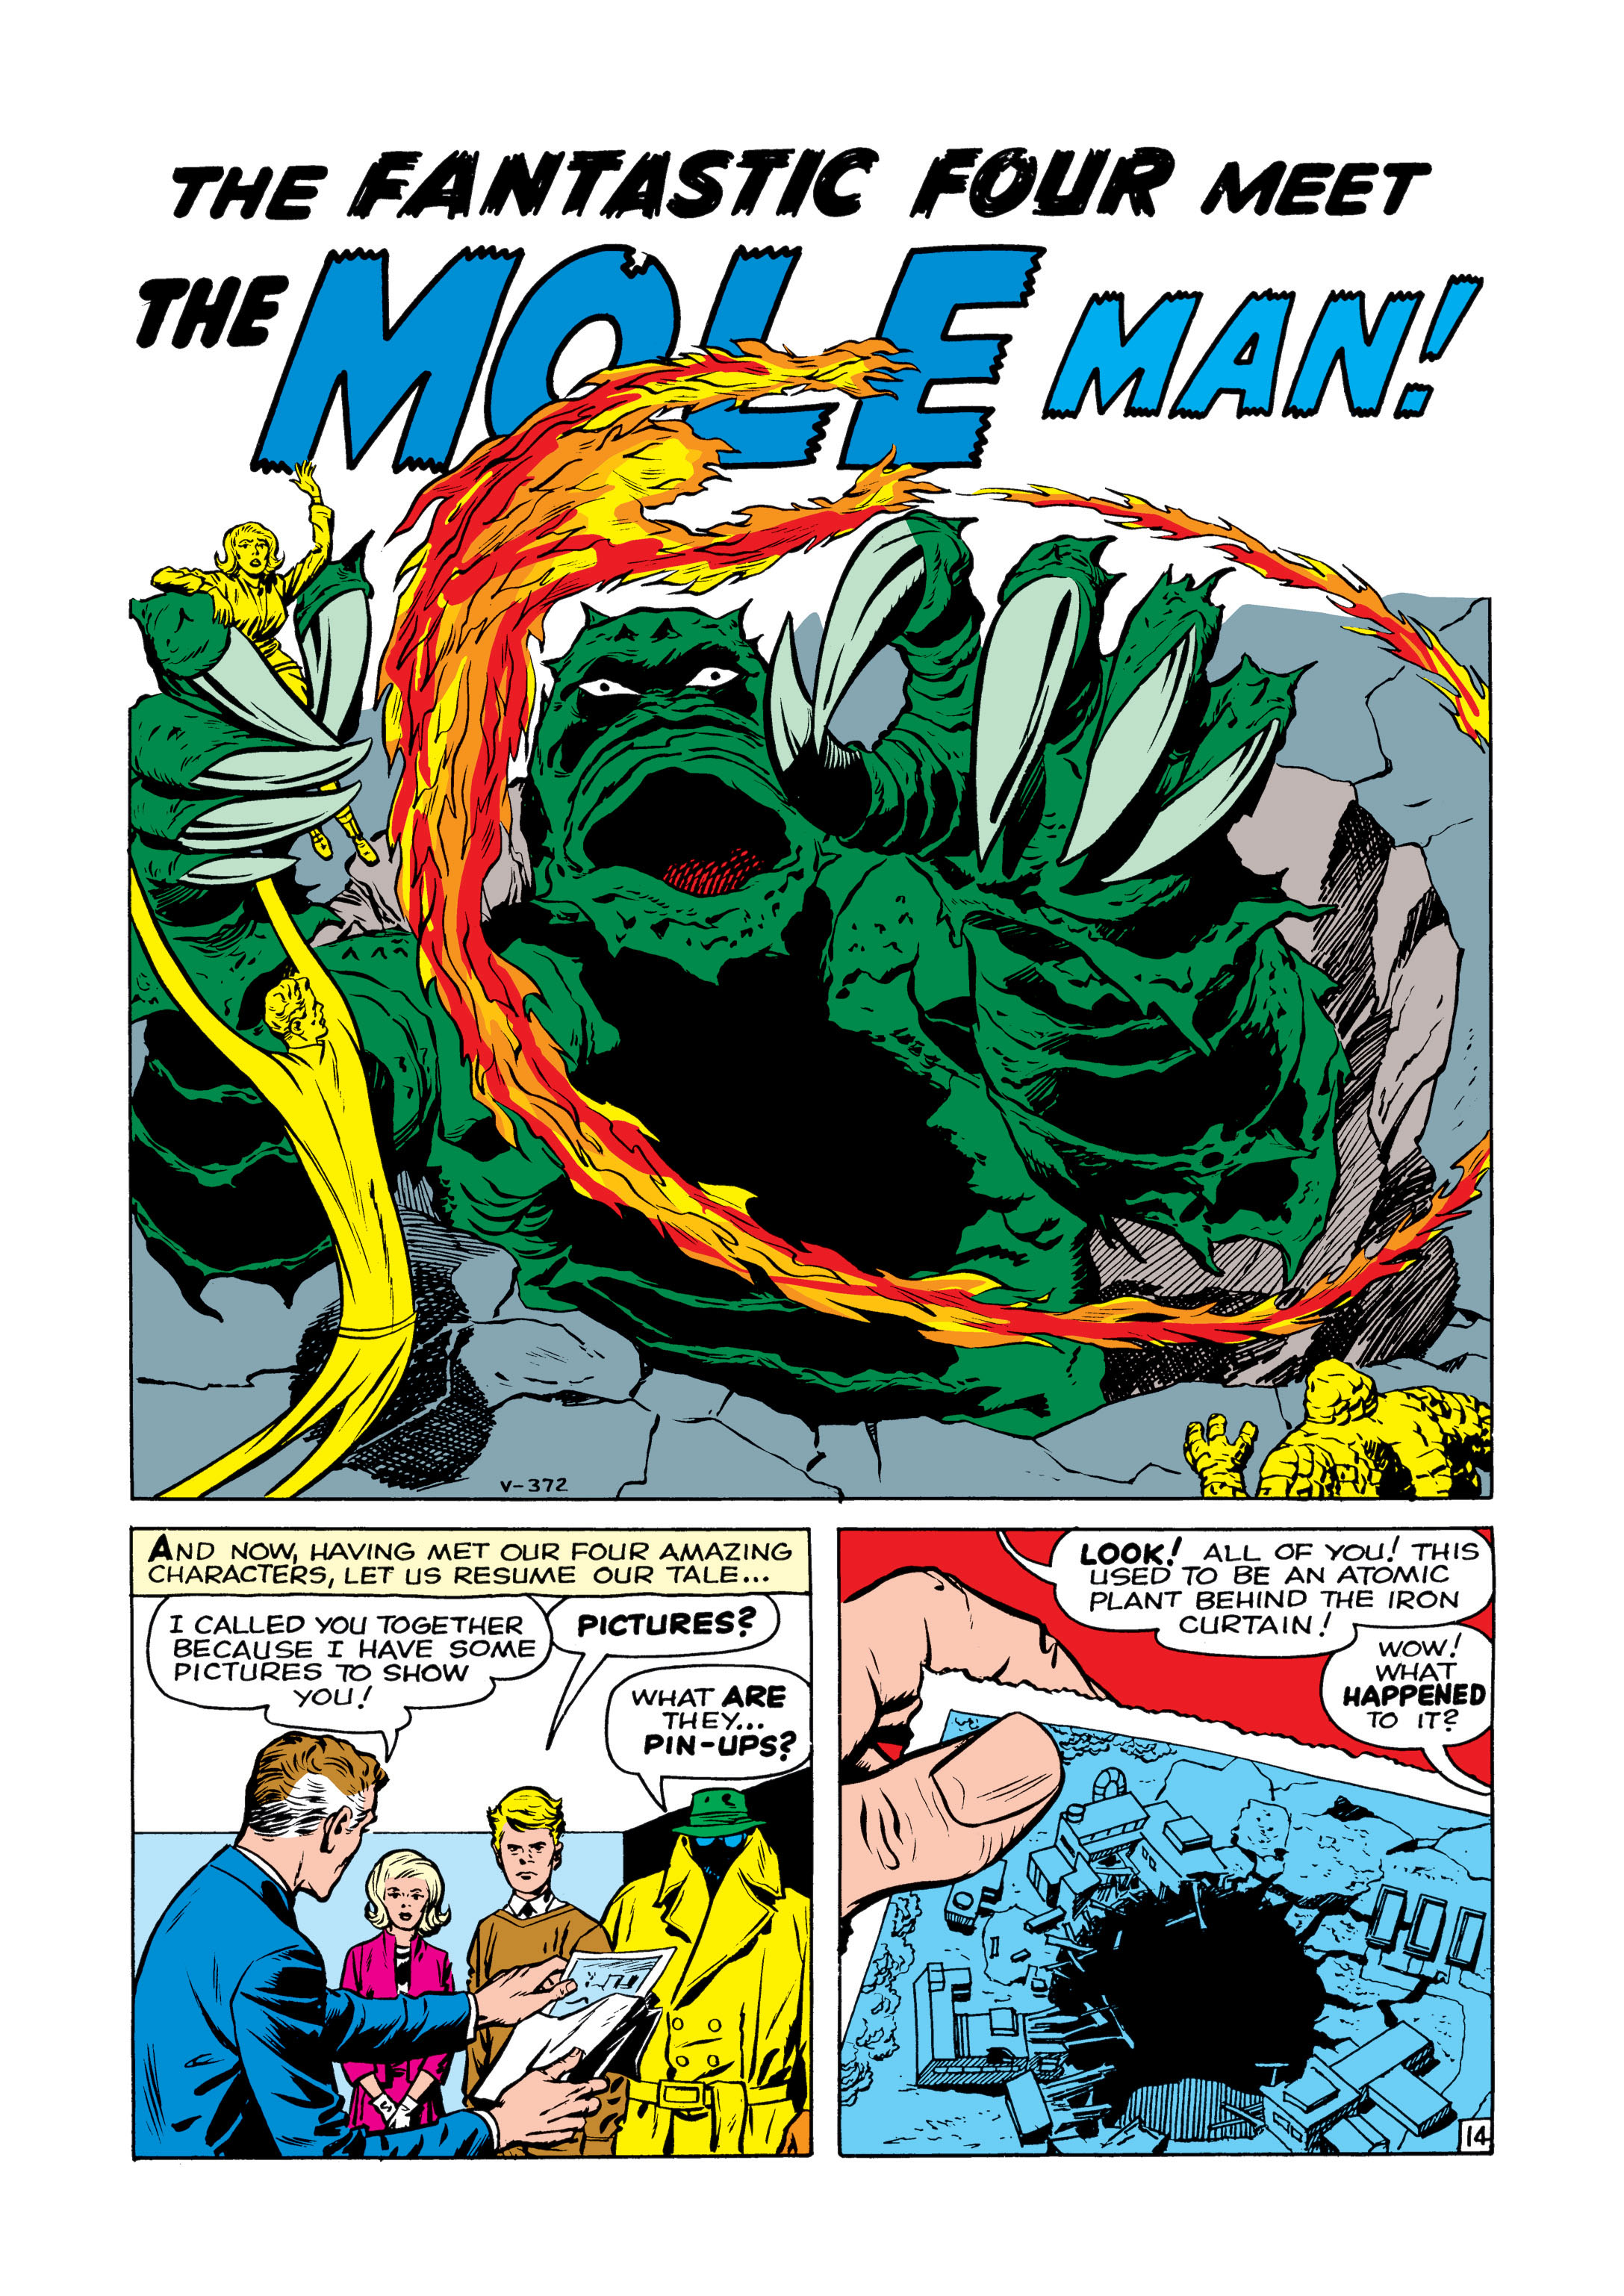 THE FANTASTIC FOUR MEET
THE MOLE MAN!
V-372
AND NOW, HAVING MET OUR FOUR AMAZING
CHARACTERS, LET US RESUME OUR TALE...
I CALLED YOU TOGETHER
BECAUSE I HAVE SOME
PICTURES TO SHOW
YOU!
PICTURES?
WHAT ARE
THEY...
PIN-UPS?
LOOK! ALL OF YOU! THIS
USED TO BE AN ATOMIC
PLANT BEHIND THE IRON
CURTAIN!
WOW!
WHAT
HAPPENED
TO IT?
14